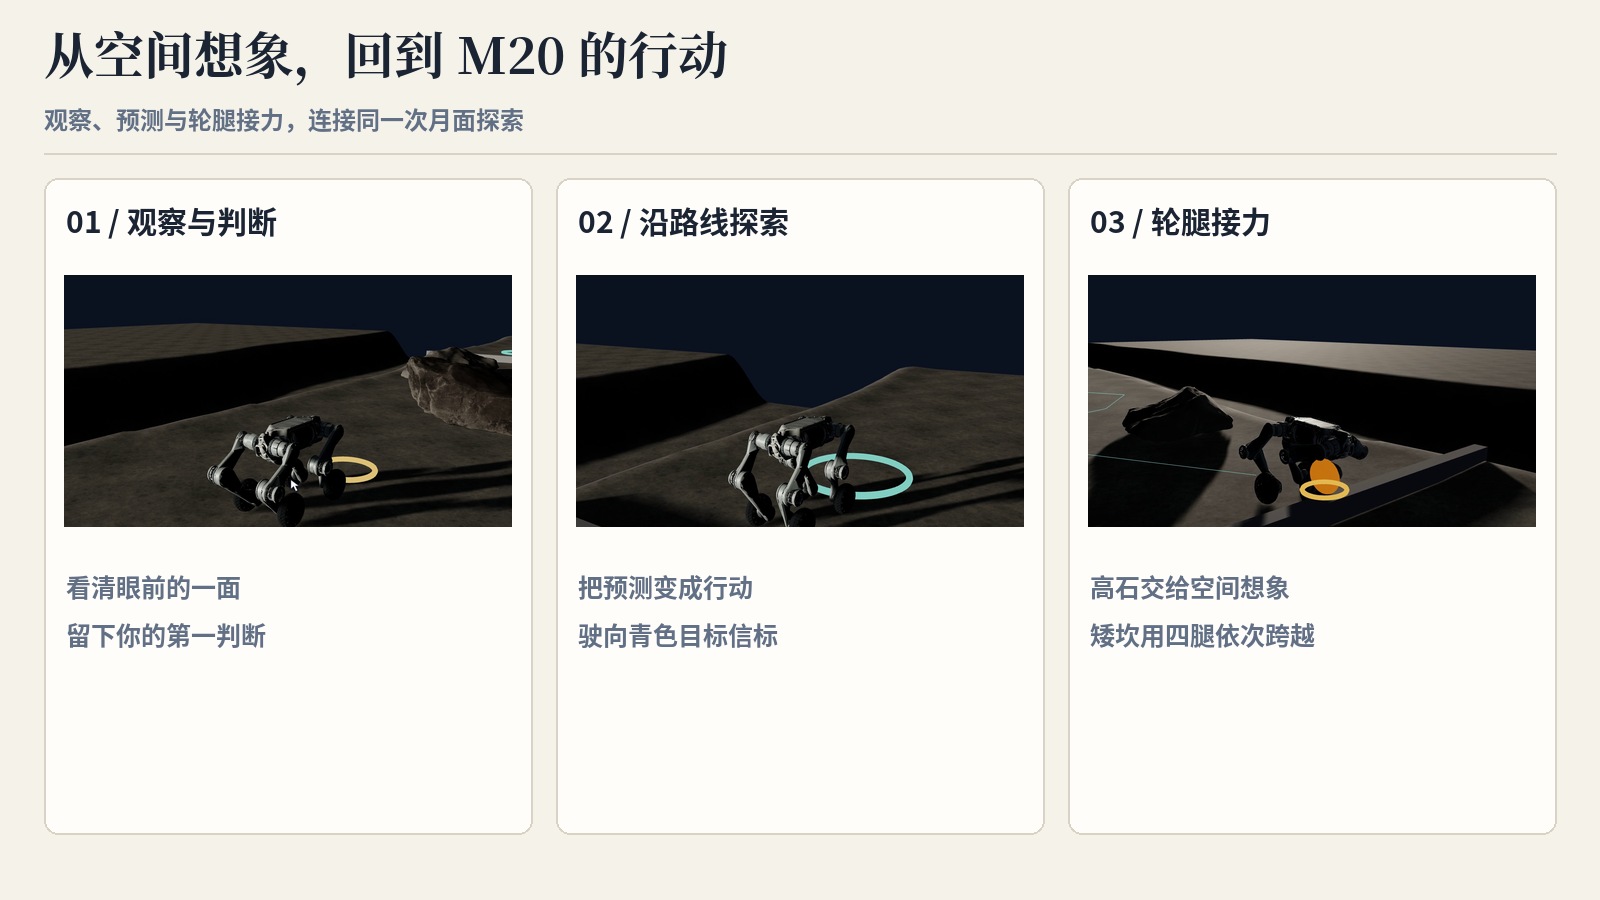 从空间想象，回到 M20 的行动
观察、预测与轮腿接力，连接同一次月面探索
01 / 观察与判断
看清眼前的一面
留下你的第一判断
02 / 沿路线探索
把预测变成行动
驶向青色目标信标
03 / 轮腿接力
高石交给空间想象
矮坎用四腿依次跨越